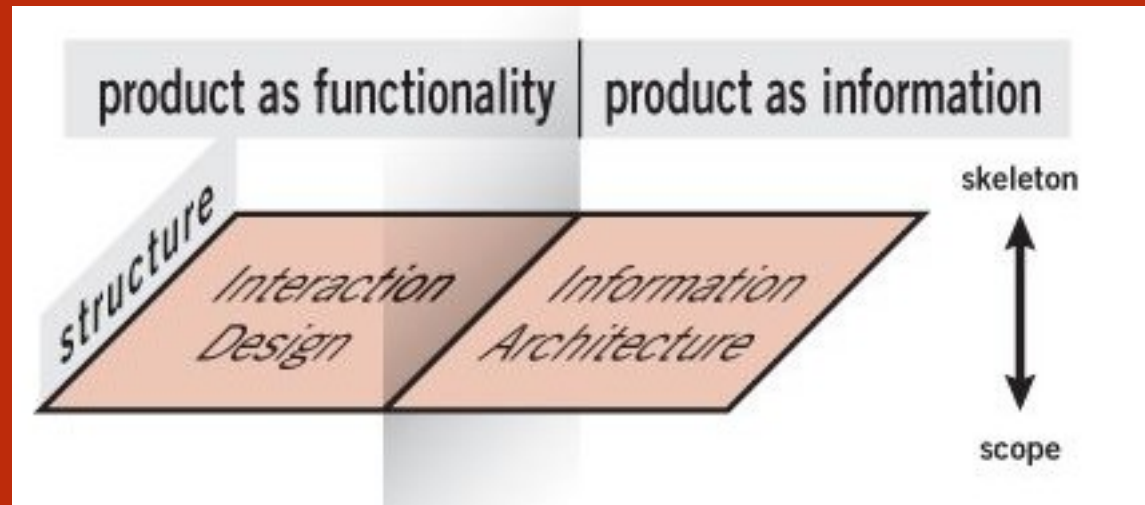 product as functionality
product as information
skeleton
structure
Interaction
Design
Information
Architecture
scope